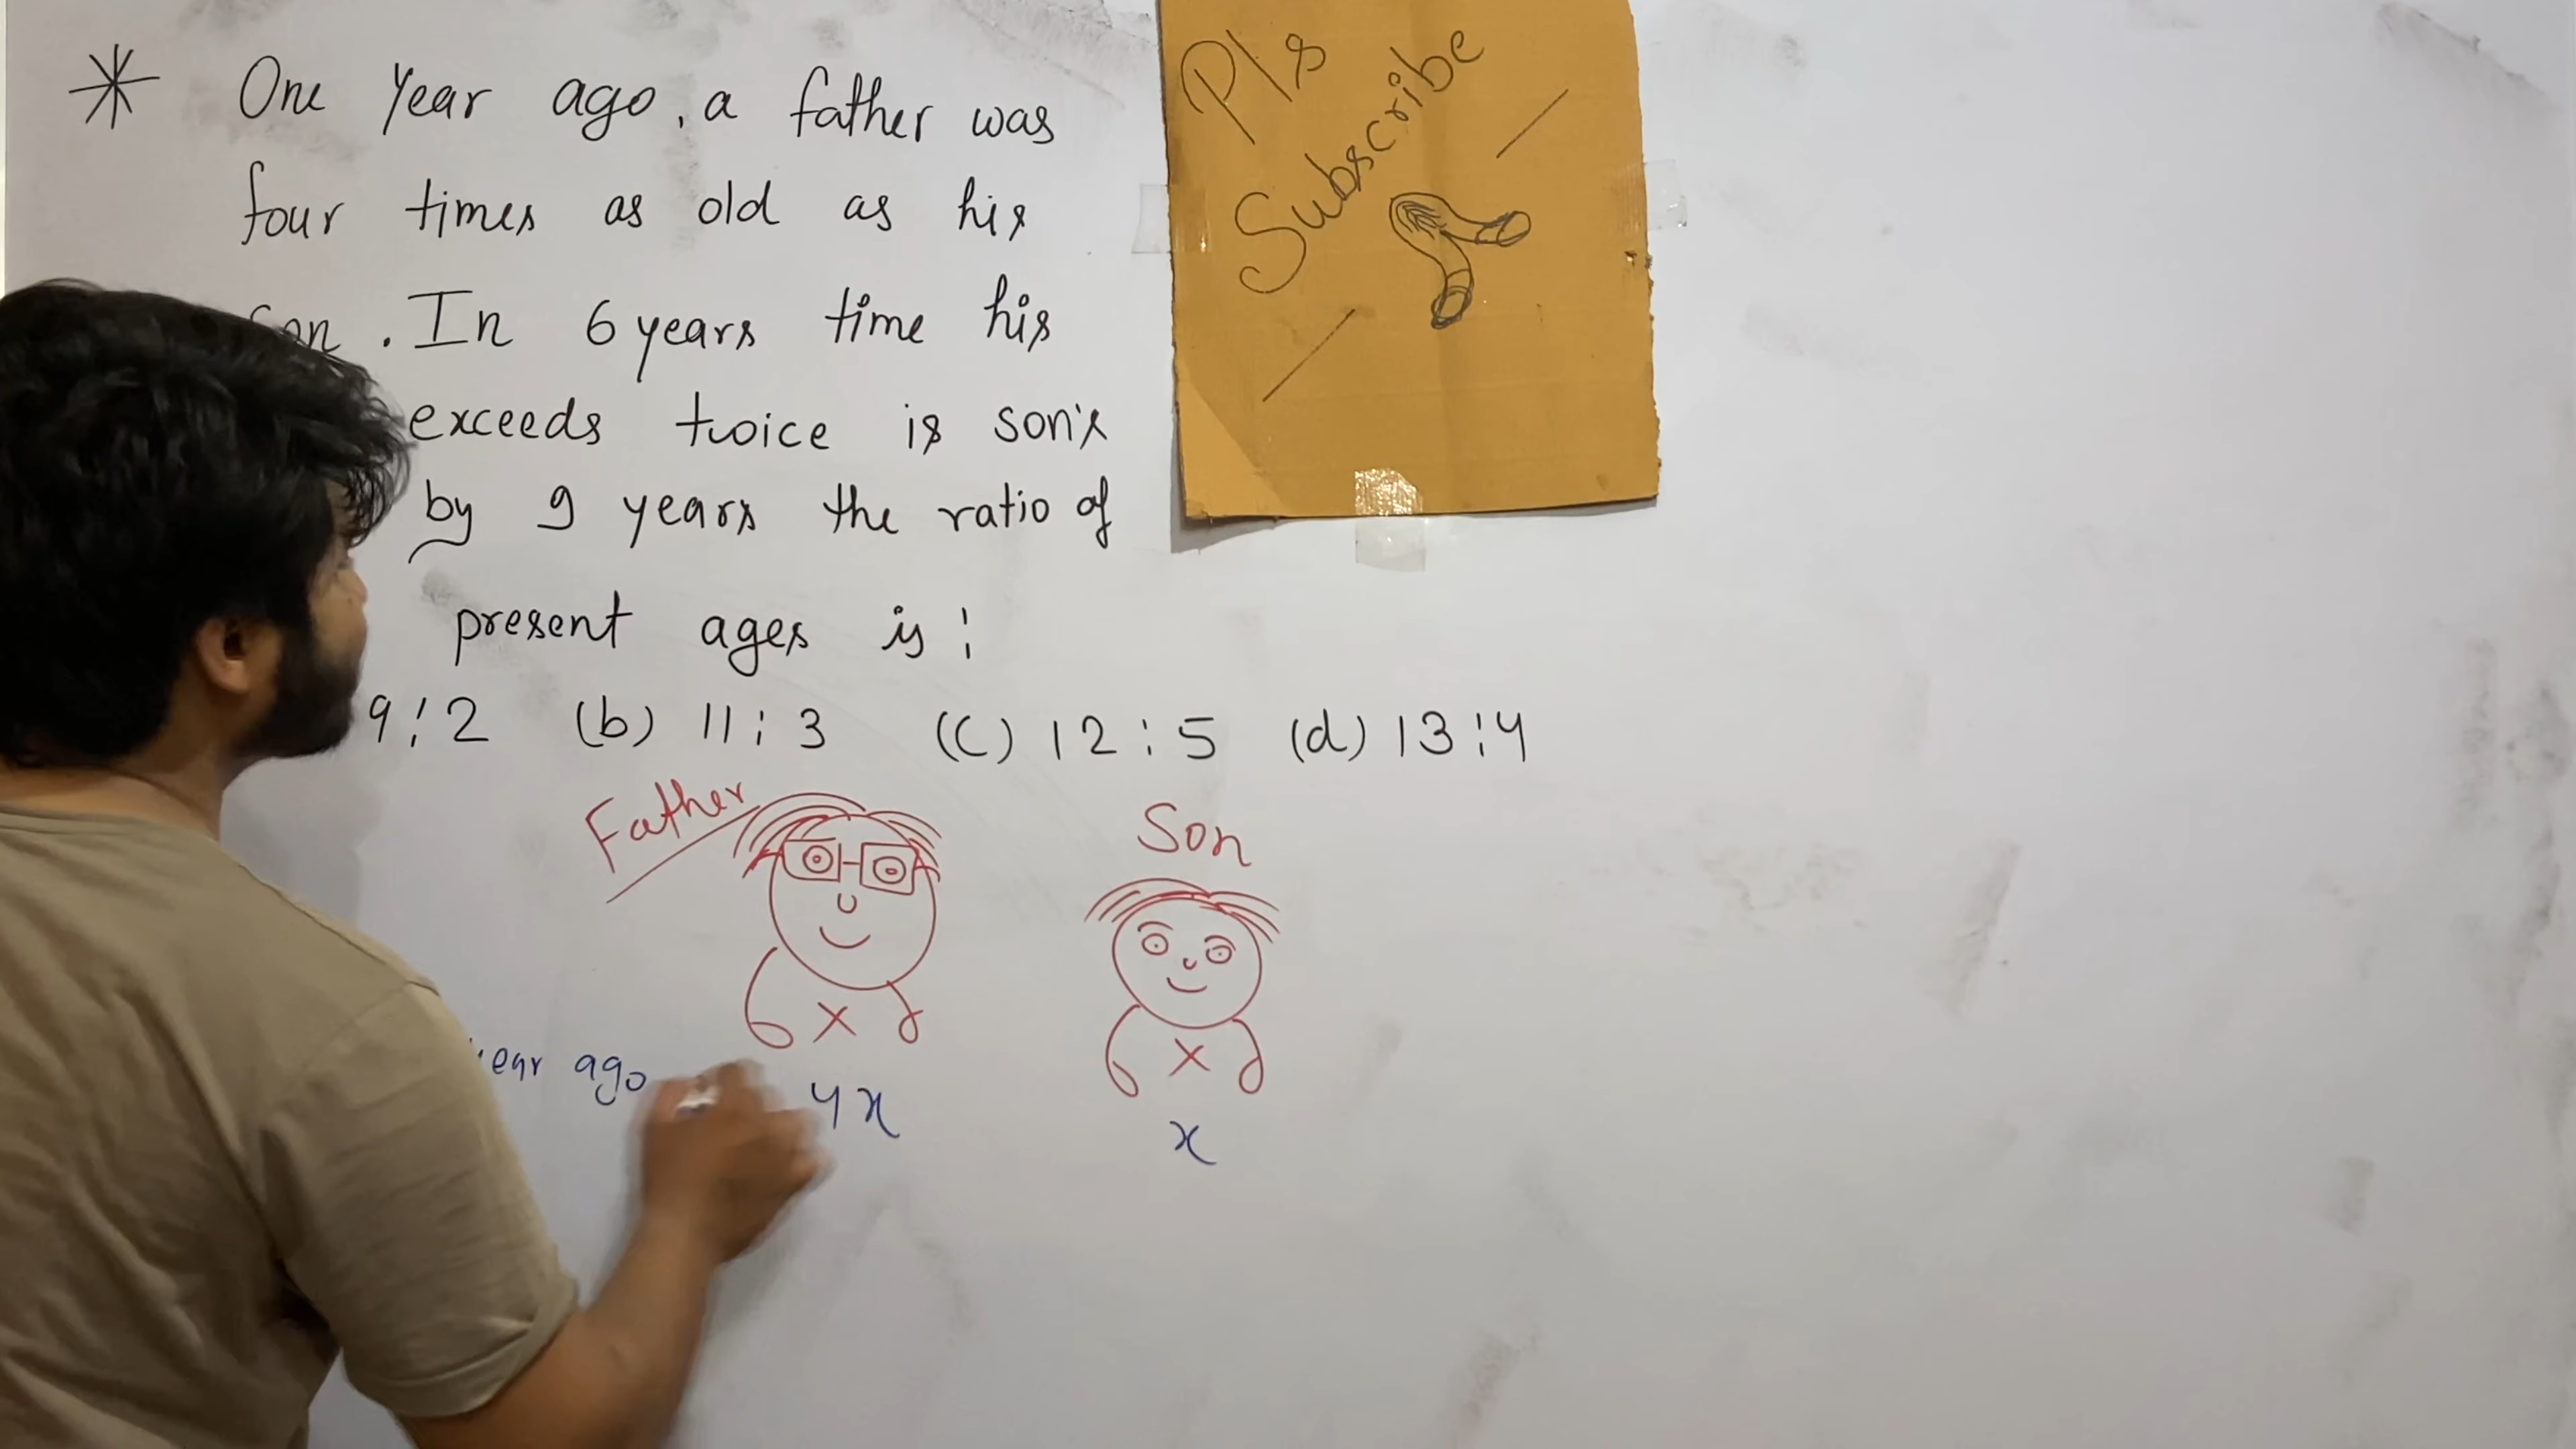 One Year ago, a father was
four times as old as his
son. In 6 years time his
exceeds twice is son's
by 9 years the ratio of
present ages is :
9 : 2 (b) 11 : 3 (C) 12 : 5 (d) 13 : 4
Father
Son
ear ago 4x x
Pls
Subscribe